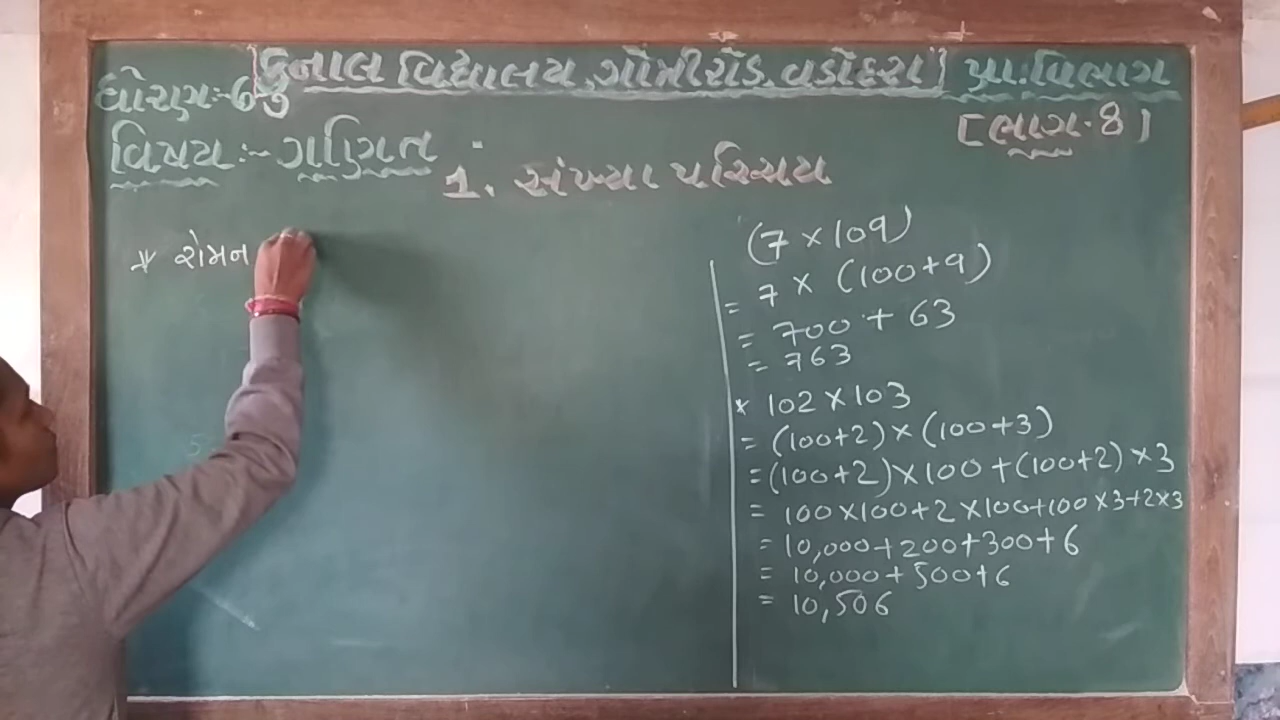 [કુનાલ વિદ્યાલય, ગોત્રીરોડ. વડોદરા] પ્રા.વિભાગ
ધોરણ:-6
[ભાગ-8]
વિષય:- ગણિત
1. સંખ્યા પરિચય
* રોમન
(7 × 109)
= 7 × (100+9)
= 700 + 63
= 763
* 102 × 103
= (100+2) × (100+3)
= (100+2) × 100 + (100+2) × 3
= 100×100+2×100+100×3+2×3
= 10,000+200+300+6
= 10,000+500+6
= 10,506